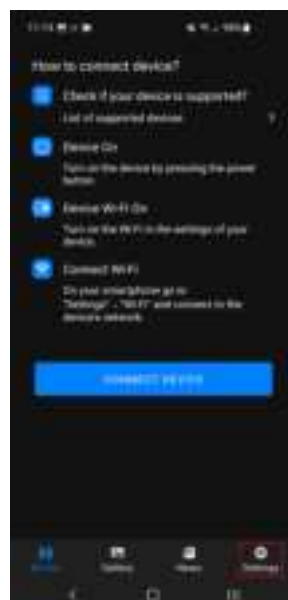 How to connect device?
Check if your device is supported?
List of supported devices
Device On
Turn on the device by pressing the power
button
Device Wi-Fi On
Turn on the Wi-Fi in the settings of your
device.
Connect Wi-Fi
On your smartphone go to
"Settings" - "Wi-Fi" and connect to the
device's network.
CONNECT DEVICE
Gallery
News
Settings